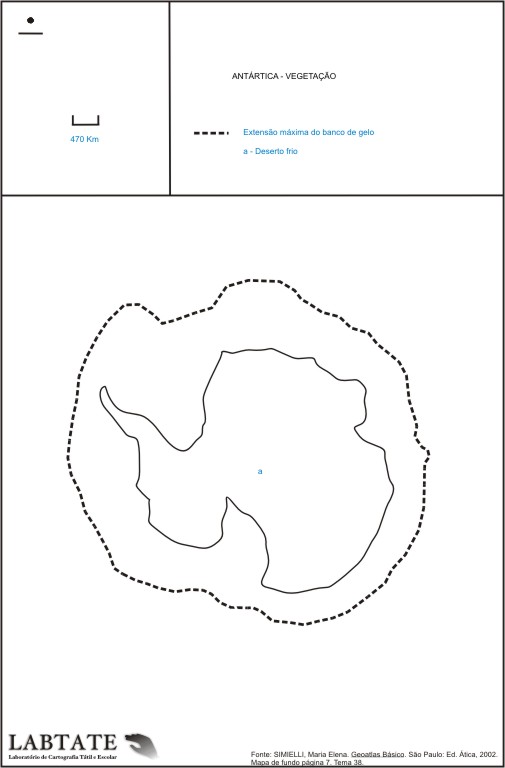 ANTÁRTICA - VEGETAÇÃO
470 Km
Extensão máxima do banco de gelo
a - Deserto frio
a
LABTATE
Laboratório de Cartografia Tátil e Escolar
Fonte: SIMIELLI, Maria Elena. Geoatlas Básico. São Paulo: Ed. Ática, 2002.
Mapa de fundo página 7. Tema 38.